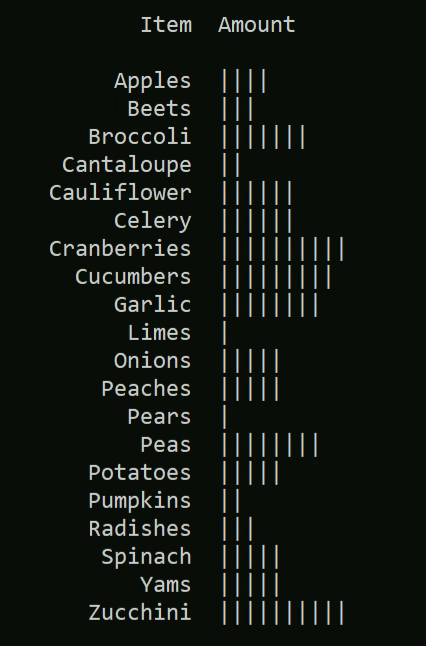 Item  Amount

Apples  ||||
Beets  |||
Broccoli  |||||||
Cantaloupe  ||
Cauliflower  ||||||
Celery  ||||||
Cranberries  ||||||||||
Cucumbers  |||||||||
Garlic  ||||||||
Limes  |
Onions  |||||
Peaches  |||||
Pears  |
Peas  ||||||||
Potatoes  |||||
Pumpkins  ||
Radishes  |||
Spinach  |||||
Yams  |||||
Zucchini  ||||||||||